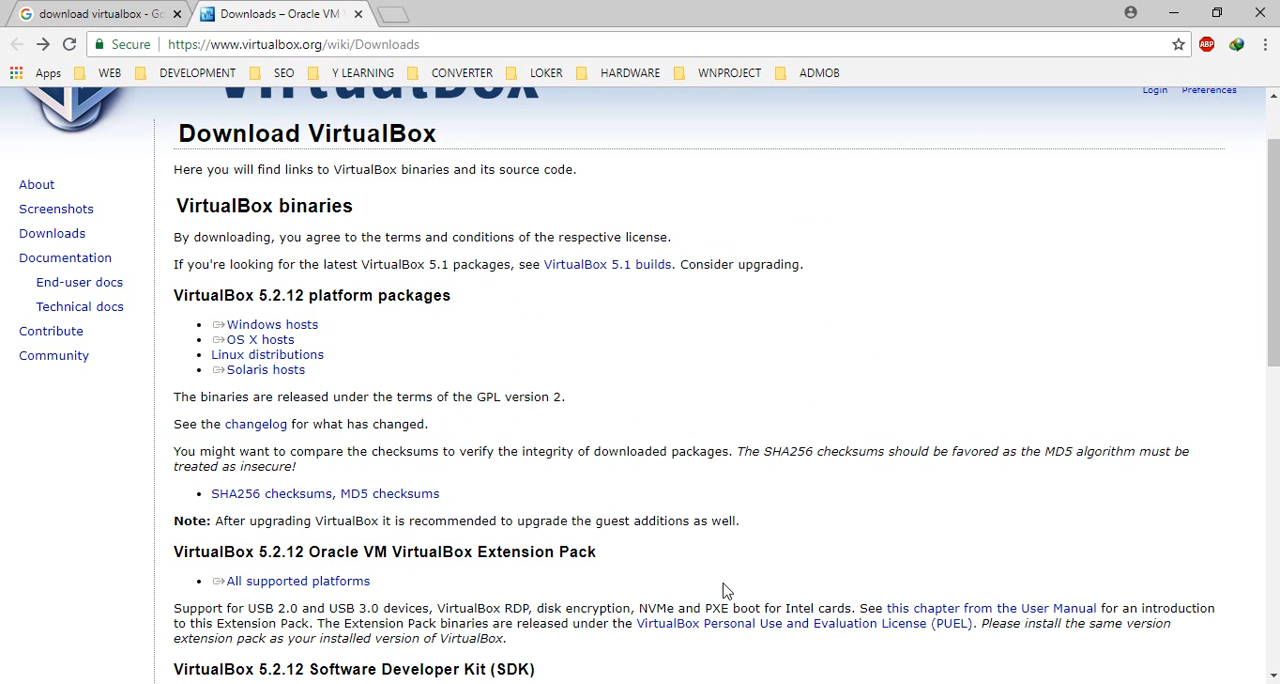 download virtualbox - Go
Downloads – Oracle VM
Secure
https://www.virtualbox.org/wiki/Downloads
ABP
Apps WEB DEVELOPMENT SEO Y LEARNING CONVERTER LOKER HARDWARE WNPROJECT ADMOB
VirtualBox
Login Preferences
Download VirtualBox
Here you will find links to VirtualBox binaries and its source code.
About
Screenshots
Downloads
Documentation
End-user docs
Technical docs
Contribute
Community
VirtualBox binaries
By downloading, you agree to the terms and conditions of the respective license.
If you're looking for the latest VirtualBox 5.1 packages, see VirtualBox 5.1 builds. Consider upgrading.
VirtualBox 5.2.12 platform packages
Windows hosts
OS X hosts
Linux distributions
Solaris hosts
The binaries are released under the terms of the GPL version 2.
See the changelog for what has changed.
You might want to compare the checksums to verify the integrity of downloaded packages. The SHA256 checksums should be favored as the MD5 algorithm must be
treated as insecure!
SHA256 checksums, MD5 checksums
Note: After upgrading VirtualBox it is recommended to upgrade the guest additions as well.
VirtualBox 5.2.12 Oracle VM VirtualBox Extension Pack
All supported platforms
Support for USB 2.0 and USB 3.0 devices, VirtualBox RDP, disk encryption, NVMe and PXE boot for Intel cards. See this chapter from the User Manual for an introduction
to this Extension Pack. The Extension Pack binaries are released under the VirtualBox Personal Use and Evaluation License (PUEL). Please install the same version
extension pack as your installed version of VirtualBox.
VirtualBox 5.2.12 Software Developer Kit (SDK)